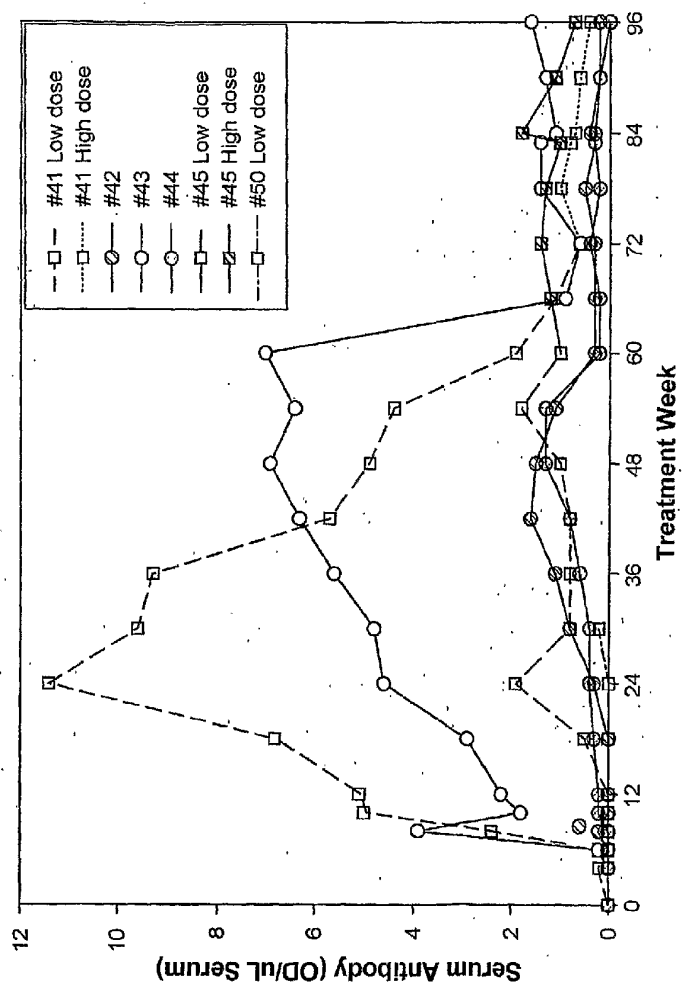 #41 Low dose
#41 High dose
#42
#43
#44
#45 Low dose
#45 High dose
#50 Low dose
Serum Antibody (OD/uL Serum)
12
10
8
6
4
2
0
0
12
24
36
48
60
72
84
96
Treatment Week